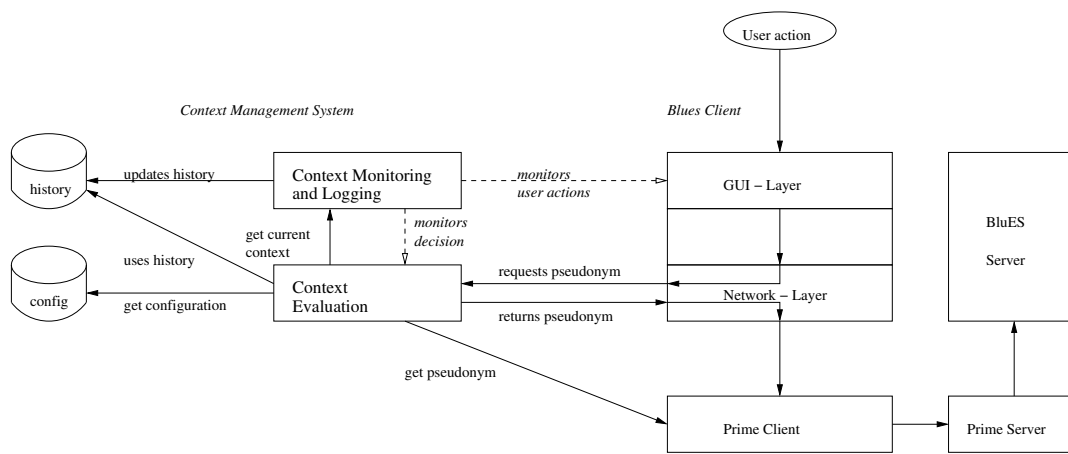 User action
Context Management System
Blues Client
history
updates history
Context Monitoring
and Logging
monitors
user actions
GUI – Layer
BluES
Server
get current
context
monitors
decision
uses history
config
get configuration
Context
Evaluation
requests pseudonym
returns pseudonym
Network – Layer
get pseudonym
Prime Client
Prime Server